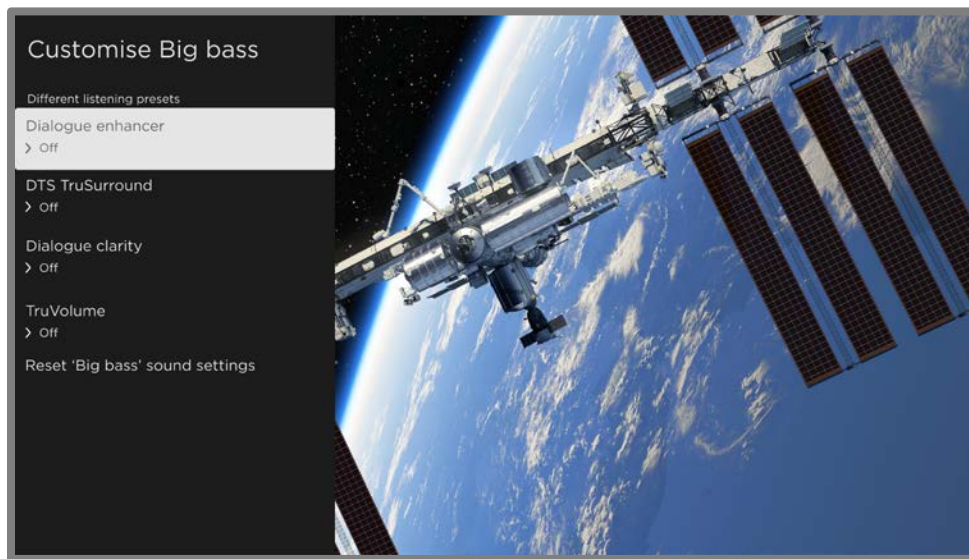 Customise Big bass
Different listening presets
Dialogue enhancer
> Off
DTS TruSurround
> Off
Dialogue clarity
> Off
TruVolume
> Off
Reset ‘Big bass’ sound settings